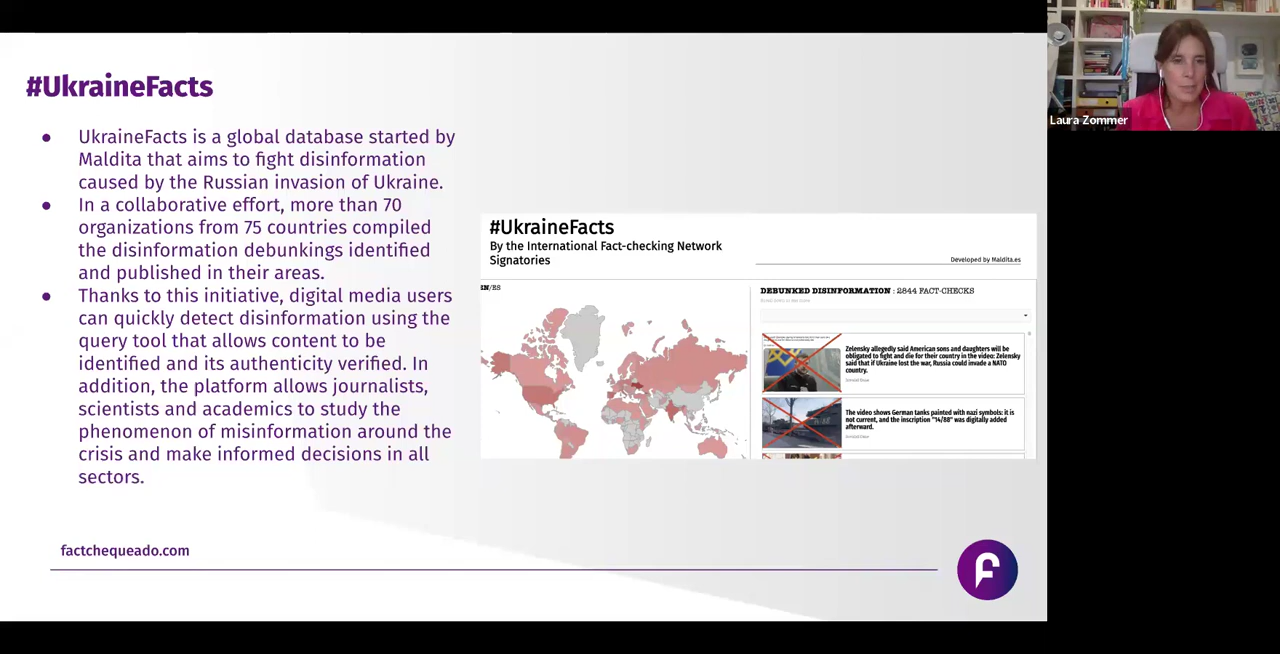 #UkraineFacts
● UkraineFacts is a global database started by
Maldita that aims to fight disinformation
caused by the Russian invasion of Ukraine.
● In a collaborative effort, more than 70
organizations from 75 countries compiled
the disinformation debunkings identified
and published in their areas.
● Thanks to this initiative, digital media users
can quickly detect disinformation using the
query tool that allows content to be
identified and its authenticity verified. In
addition, the platform allows journalists,
scientists and academics to study the
phenomenon of misinformation around the
crisis and make informed decisions in all
sectors.
#UkraineFacts
By the International Fact-checking Network
Signatories
Developed by Maldita.es
EN/ES
DEBUNKED DISINFORMATION : 2844 FACT-CHECKS
Zelensky allegedly said American sons and daughters will be
obligated to fight and die for their country in the video: Zelensky
said that if Ukraine lost the war, Russia could invade a NATO
country.
The video shows German tanks painted with nazi symbols: it is
not current, and the inscription "14/88" was digitally added
afterward.
factchequeado.com
F
Laura Zommer